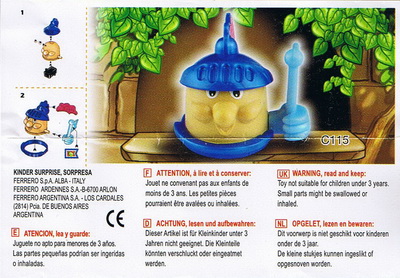 1
2
C115
KINDER SURPRISE, SORPRESA
FERRERO S.p.A. ALBA - ITALY
FERRERO ARDENNES S.A.-B-6700 ARLON
FERRERO ARGENTINA S.A. - LOS CARDALES
(2814) Pcia. DE BUENOS AIRES
ARGENTINA
CE
E ATENCION, lea y guarde:
Juguete no apto para menores de 3 años.
Las partes pequeñas podrían ser ingeridas
o inhaladas.
F ATTENTION, à lire et à conserver:
Jouet ne convenant pas aux enfants de
moins de 3 ans. Les petites pièces
pourraient être avalées ou inhalées.
D ACHTUNG, lesen und aufbewahren:
Dieser Artikel ist für Kleinkinder unter 3
Jahren nicht geeignet. Die Kleinteile
könnten verschluckt oder eingeatmet
werden.
UK WARNING, read and keep:
Toy not suitable for children under 3 years.
Small parts might be swallowed or
inhaled.
NL OPGELET, lezen en bewaren:
Dit voorwerp is niet geschikt voor kinderen
onder de 3 jaar.
De kleine stukjes kunnen ingeslikt of
opgezogen worden.